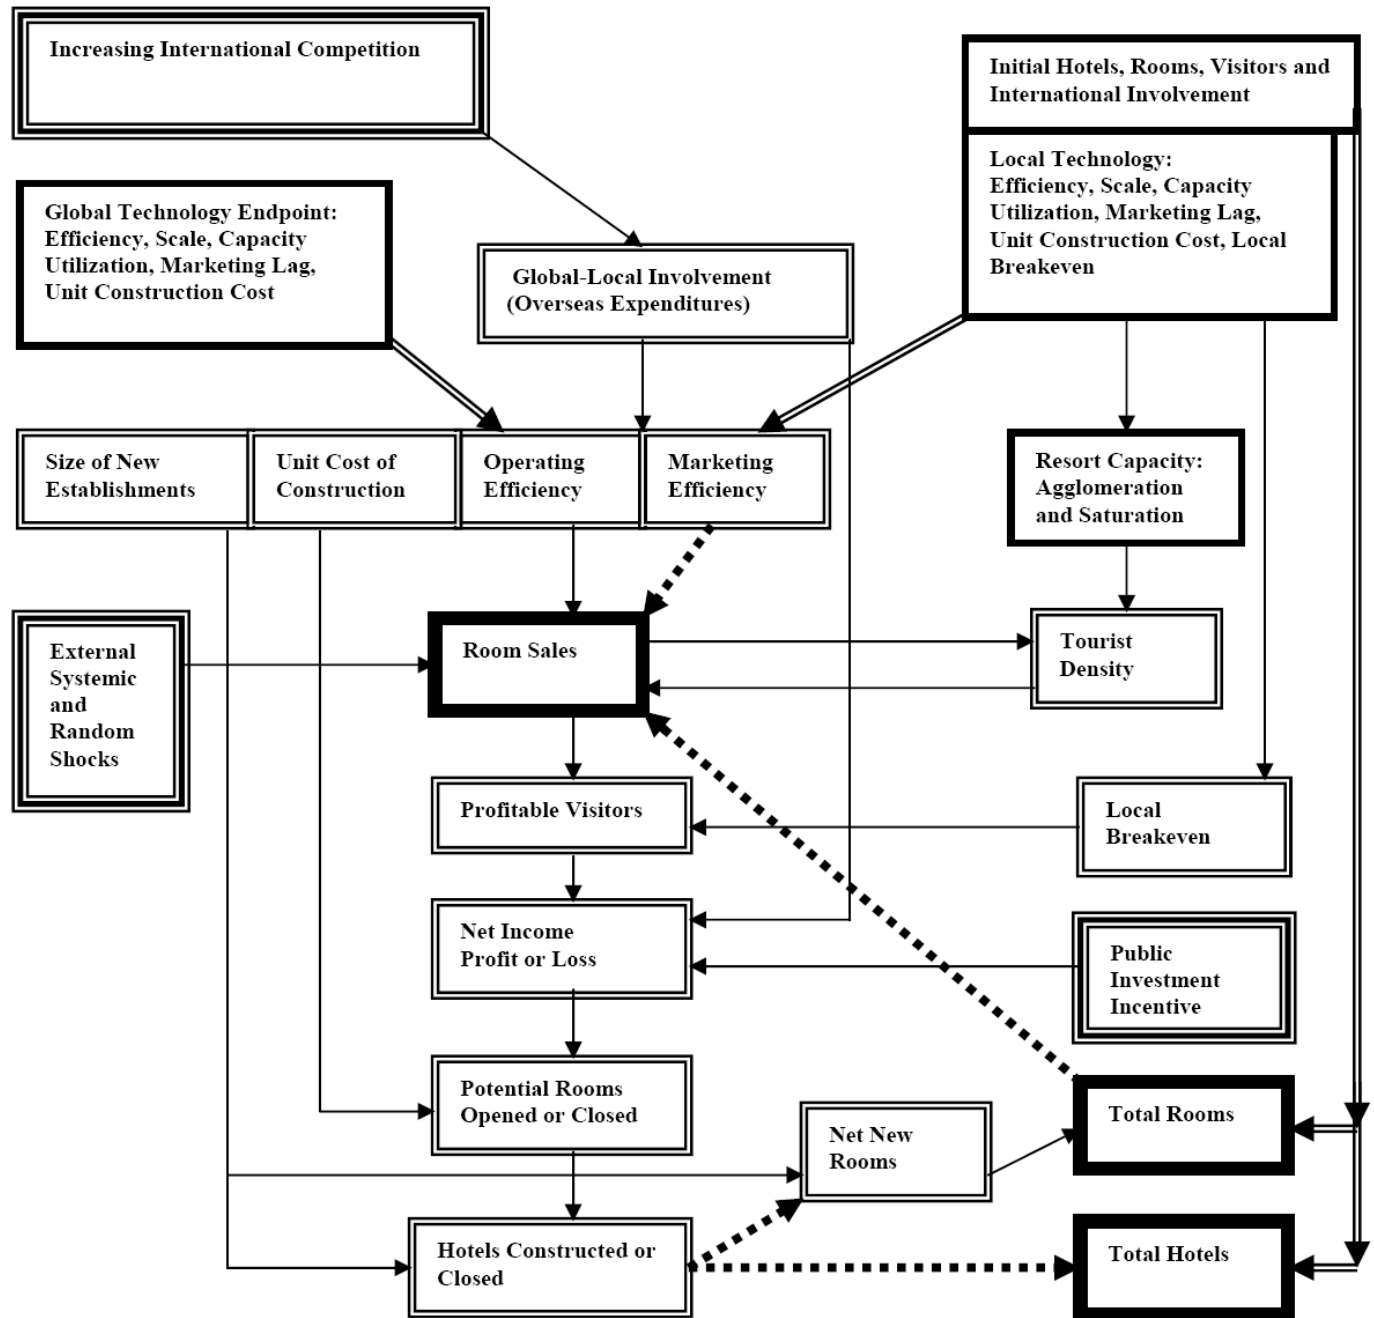 Increasing International Competition
Initial Hotels, Rooms, Visitors and
International Involvement
Local Technology:
Efficiency, Scale, Capacity
Utilization, Marketing Lag,
Unit Construction Cost, Local
Breakeven
Global Technology Endpoint:
Efficiency, Scale, Capacity
Utilization, Marketing Lag,
Unit Construction Cost
Global-Local Involvement
(Overseas Expenditures)
Size of New
Establishments
Unit Cost of
Construction
Operating
Efficiency
Marketing
Efficiency
Resort Capacity:
Agglomeration
and Saturation
External
Systemic
and
Random
Shocks
Room Sales
Tourist
Density
Profitable Visitors
Local
Breakeven
Net Income
Profit or Loss
Public
Investment
Incentive
Potential Rooms
Opened or Closed
Net New
Rooms
Total Rooms
Hotels Constructed or
Closed
Total Hotels